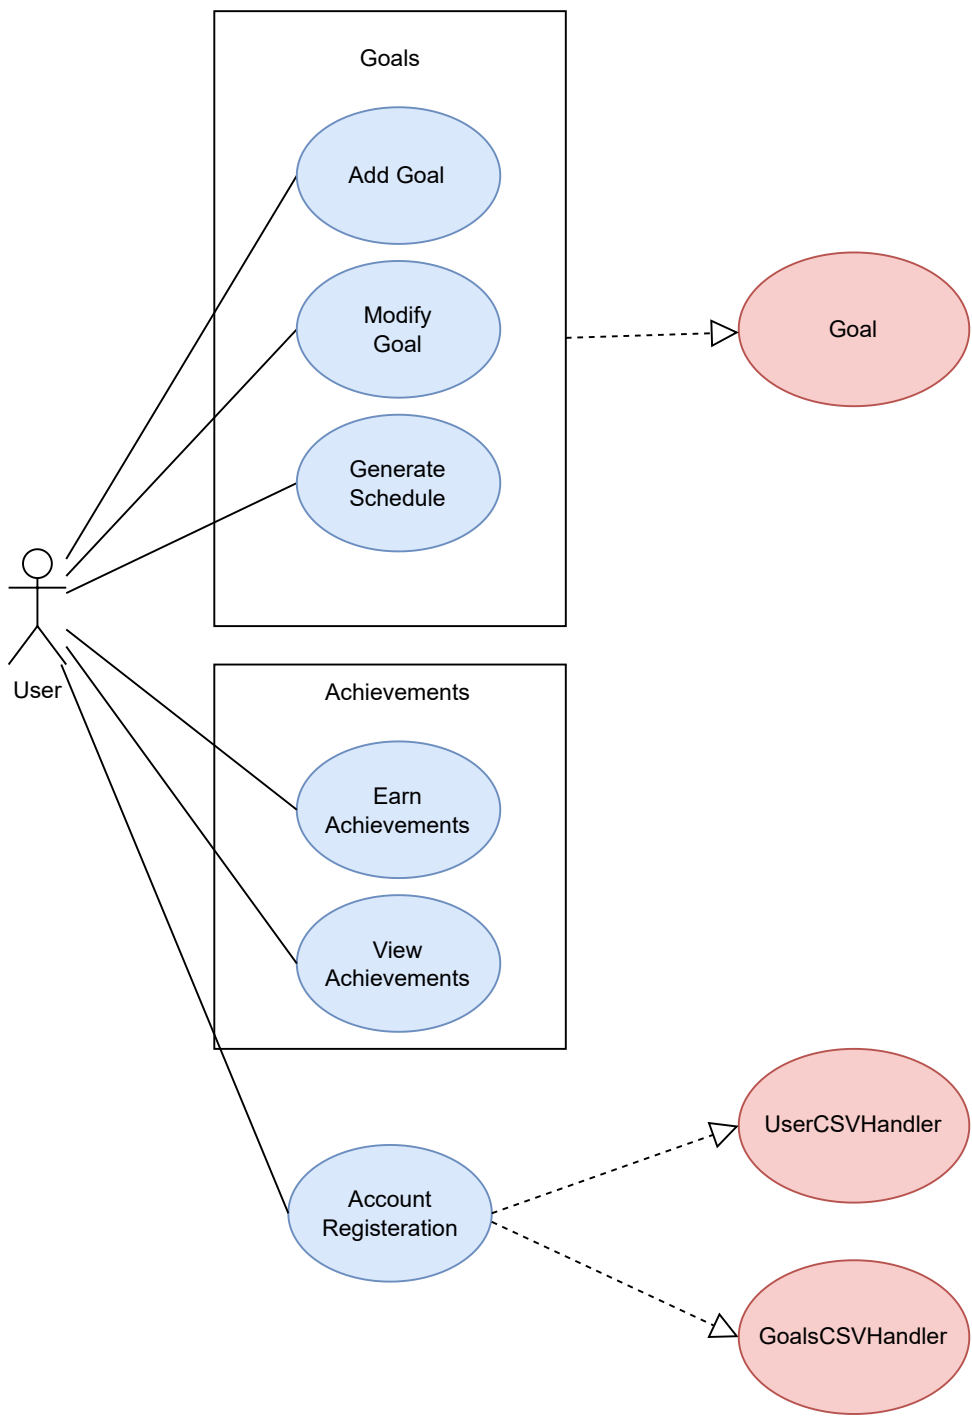 Goals
Add Goal
Modify
Goal
Generate
Schedule
Goal
User
Achievements
Earn
Achievements
View
Achievements
Account
Registeration
UserCSVHandler
GoalsCSVHandler